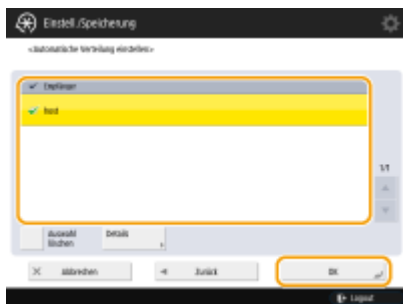 Einstell./Speicherung
<Automatische Verteilung einstellen>
Empfänger
host
1/1
Auswahl
löschen
Details
Abbrechen
Zurück
OK
Logout